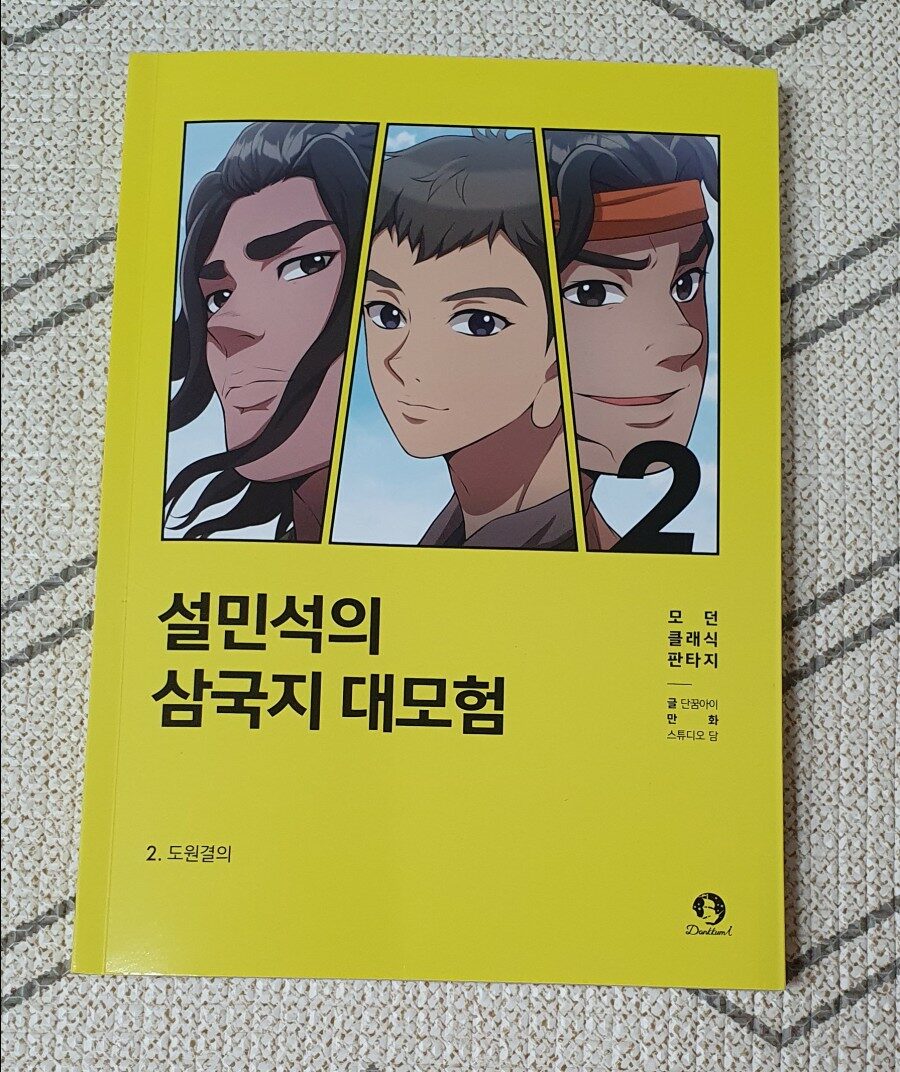 2
설민석의
삼국지 대모험
모던
클래식
판타지
글 단꿈아이
만화
스튜디오 담
2. 도원결의
Dankkum i